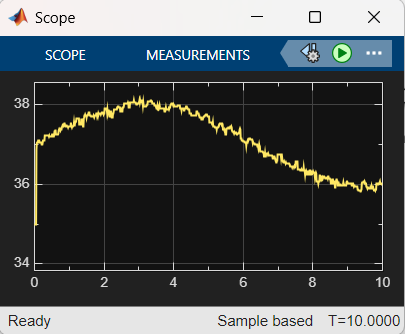 Scope
SCOPE MEASUREMENTS
38
36
34
0 2 4 6 8 10
Ready Sample based T=10.0000